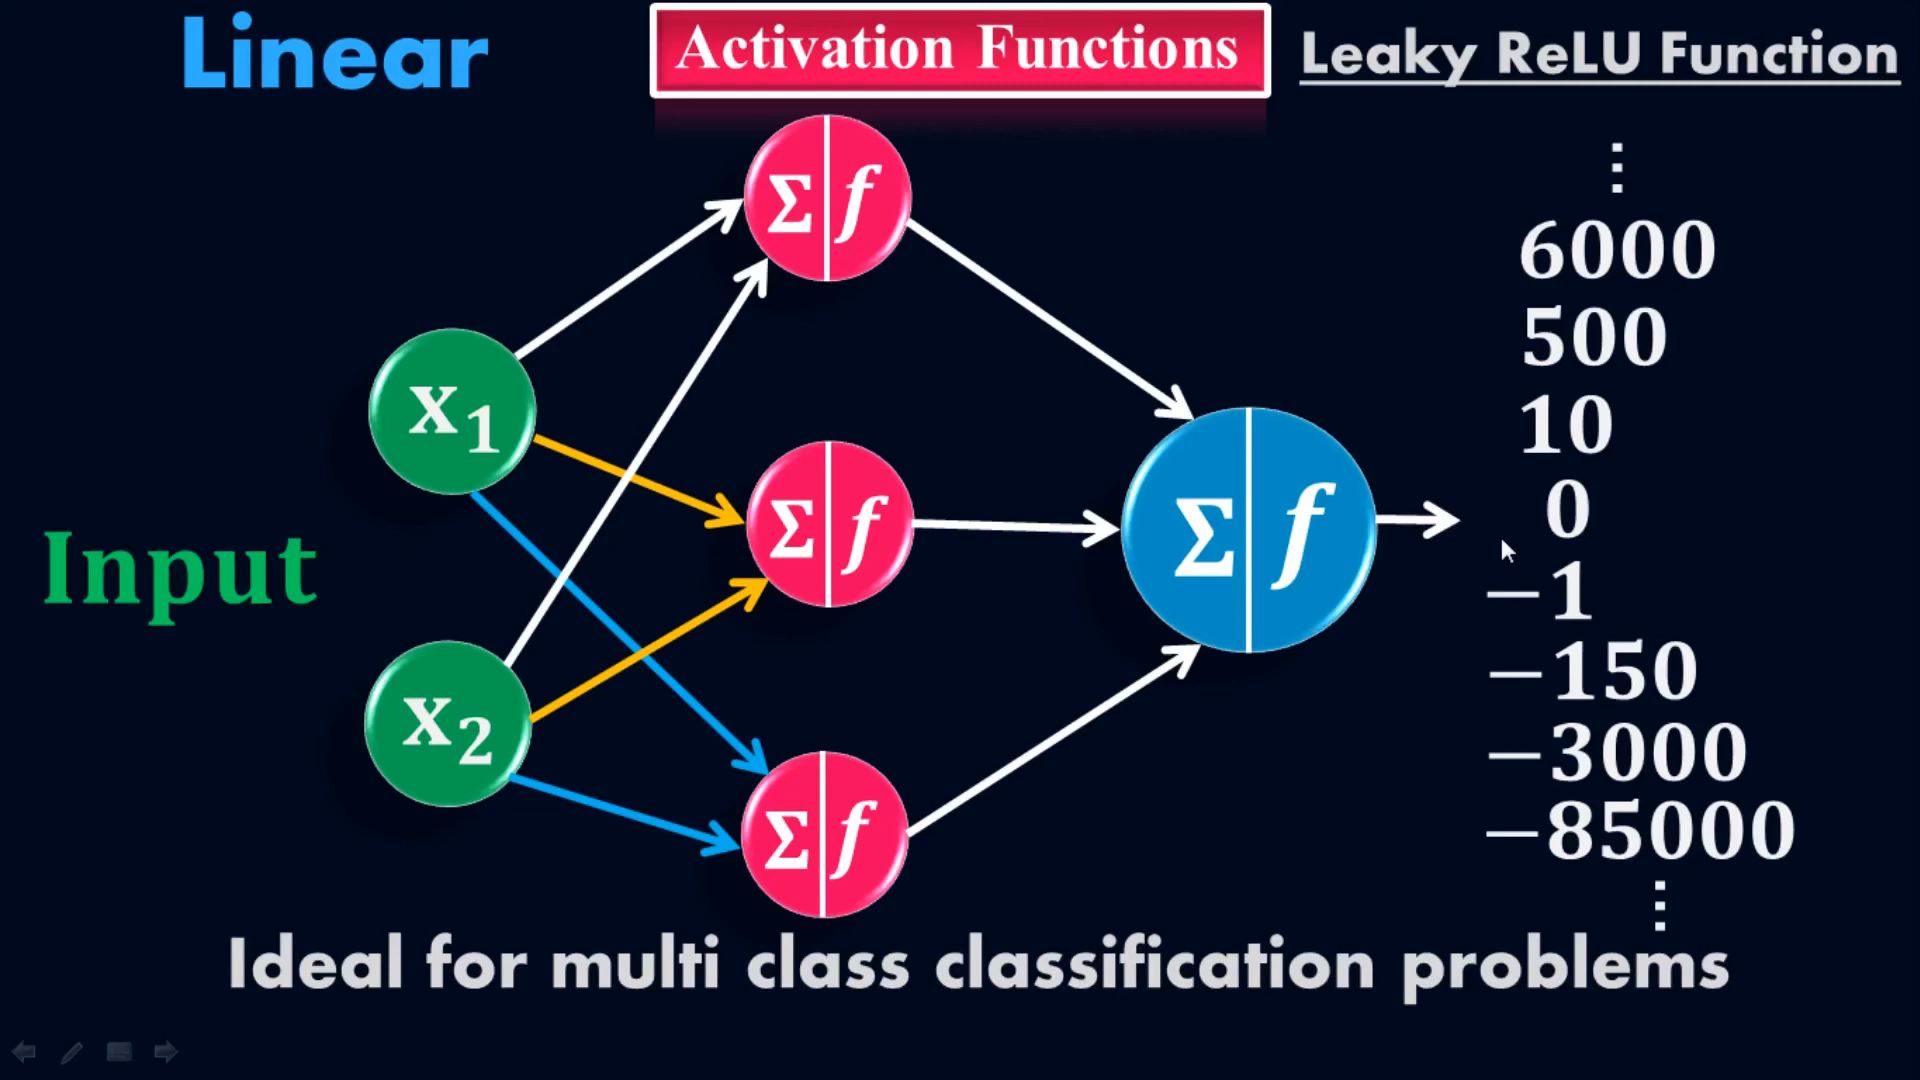 Linear
Activation Functions
Leaky ReLU Function
Σ f
x1
Σ f
x2
Σ f
Σ f
Input
⋮
6000
500
10
0
−1
−150
−3000
−85000
⋮
Ideal for multi class classification problems